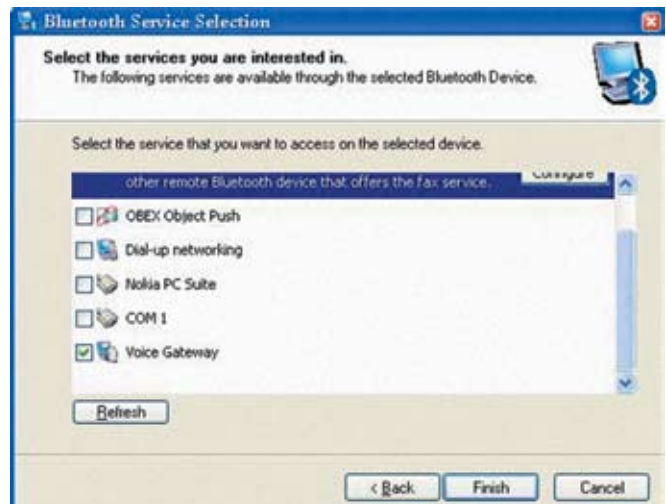 Bluetooth Service Selection
Select the services you are interested in.
The following services are available through the selected Bluetooth Device.
Select the service that you want to access on the selected device.
other remote Bluetooth device that offers the fax service.
Configure
OBEX Object Push
Dial-up networking
Nokia PC Suite
COM 1
Voice Gateway
Refresh
< Back
Finish
Cancel